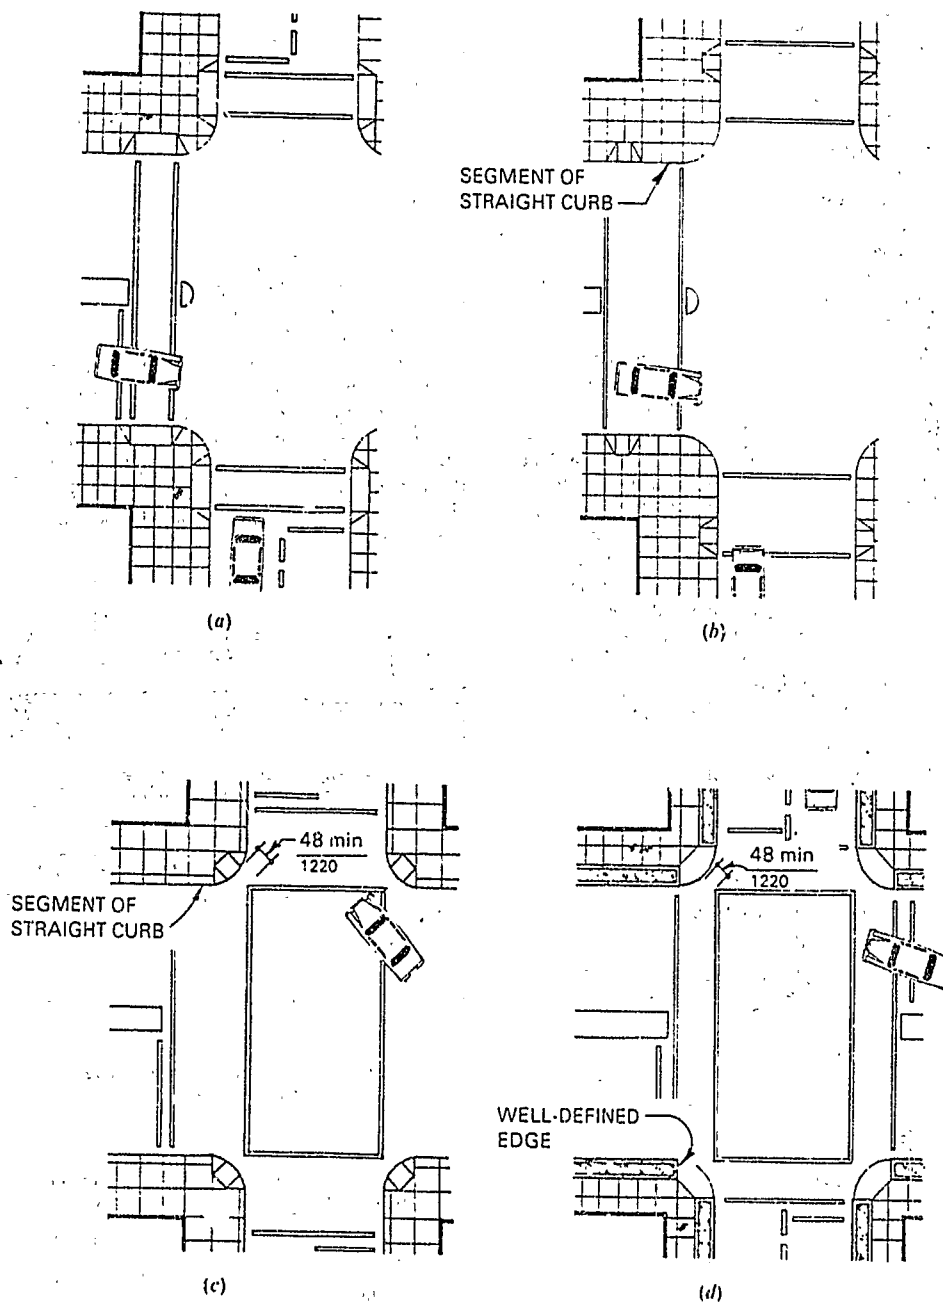 SEGMENT OF
STRAIGHT CURB
(a)
(b)
48 min
1220
SEGMENT OF
STRAIGHT CURB
48 min
1220
WELL-DEFINED
EDGE
(c)
(d)